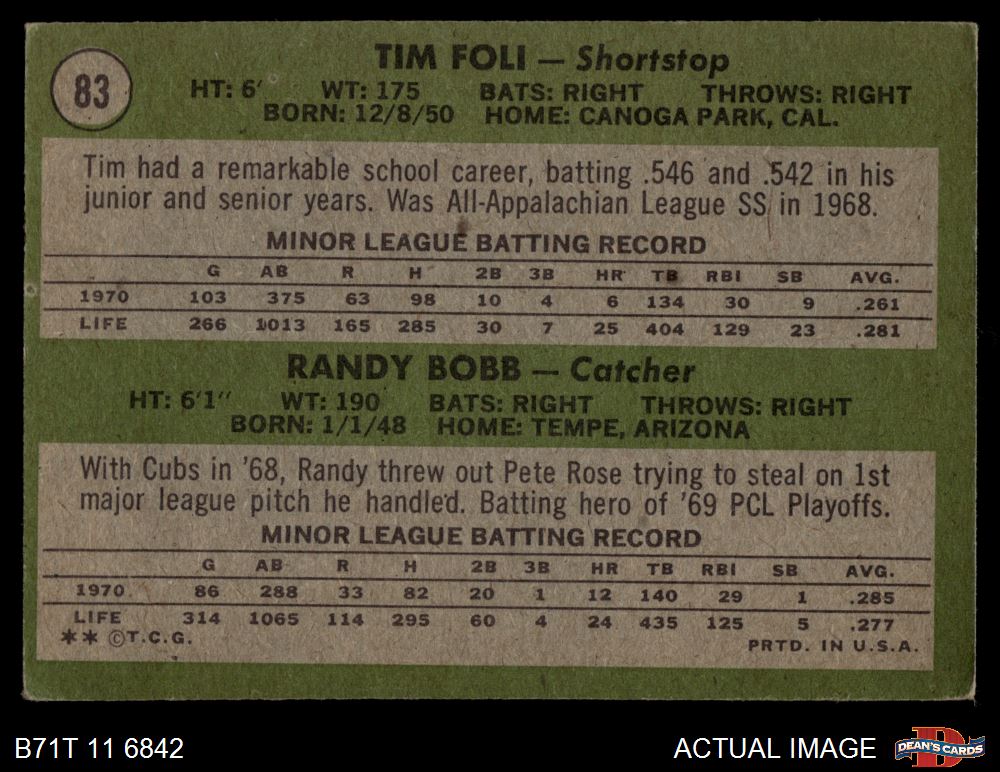 83
TIM FOLI — Shortstop
HT: 6' WT: 175 BATS: RIGHT THROWS: RIGHT
BORN: 12/8/50 HOME: CANOGA PARK, CAL.
Tim had a remarkable school career, batting .546 and .542 in his
junior and senior years. Was All-Appalachian League SS in 1968.
MINOR LEAGUE BATTING RECORD
G AB R H 2B 3B HR TB RBI SB AVG.
1970 103 375 63 98 10 4 6 134 30 9 .261
LIFE 266 1013 165 285 30 7 25 404 129 23 .281
RANDY BOBB — Catcher
HT: 6'1" WT: 190 BATS: RIGHT THROWS: RIGHT
BORN: 1/1/48 HOME: TEMPE, ARIZONA
With Cubs in '68, Randy threw out Pete Rose trying to steal on 1st
major league pitch he handled. Batting hero of '69 PCL Playoffs.
MINOR LEAGUE BATTING RECORD
G AB R H 2B 3B HR TB RBI SB AVG.
1970 86 288 33 82 20 1 12 140 29 1 .285
LIFE 314 1065 114 295 60 4 24 435 125 5 .277
** ©T.C.G. PRTD. IN U.S.A.
B71T 11 6842 ACTUAL IMAGE D DEAN'S CARDS